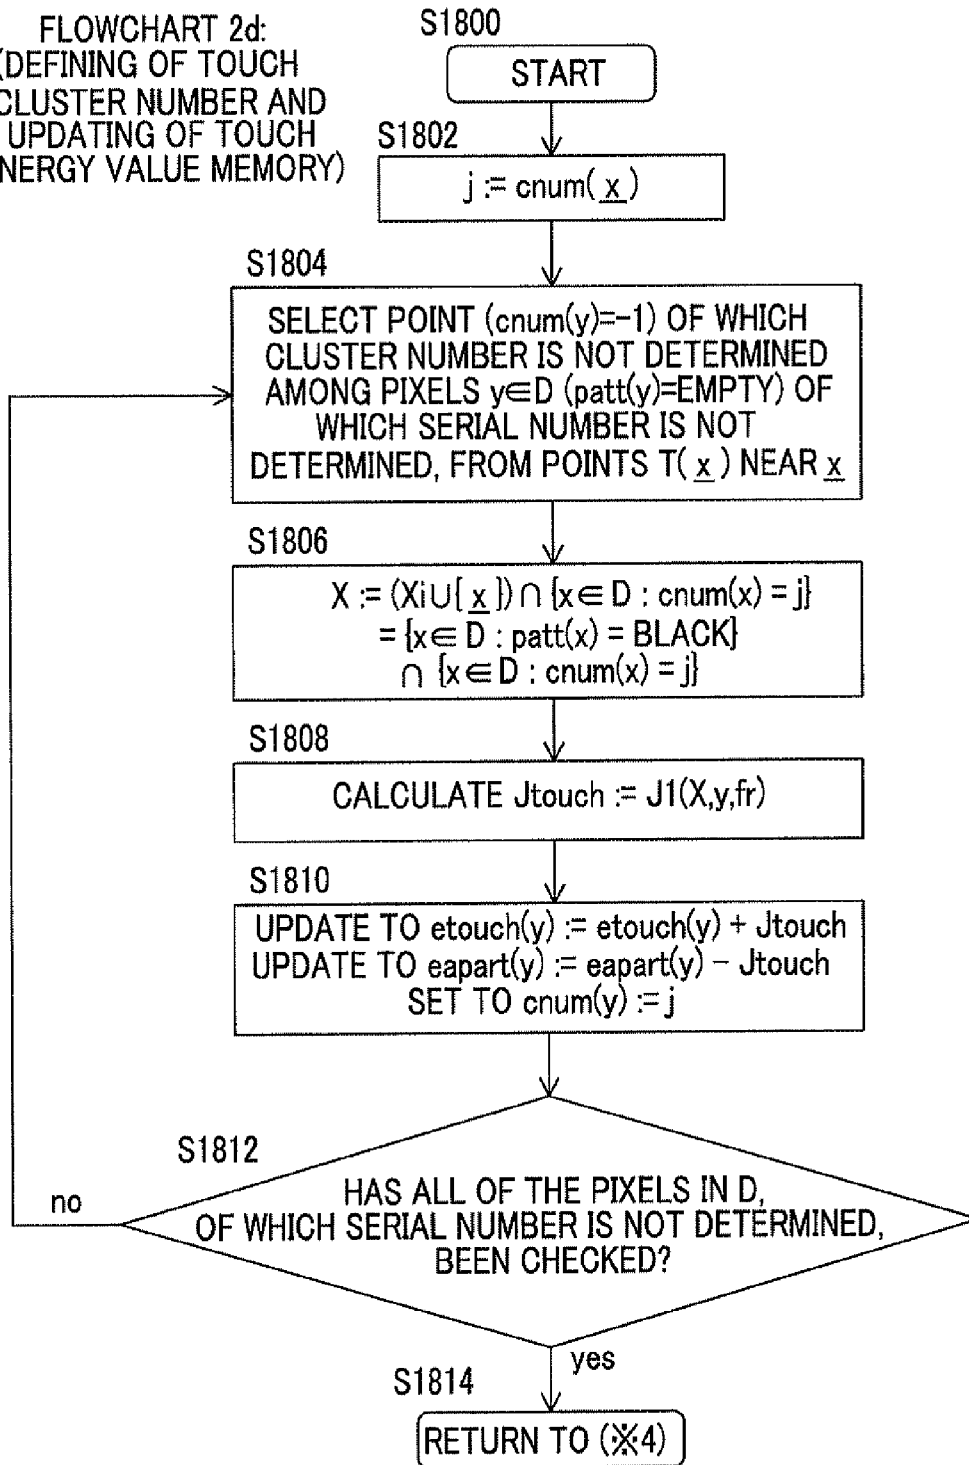 FLOWCHART 2d:
(DEFINING OF TOUCH
CLUSTER NUMBER AND
UPDATING OF TOUCH
ENERGY VALUE MEMORY)
S1800
START
S1802
j := cnum( x )
S1804
SELECT POINT (cnum(y)=-1) OF WHICH
CLUSTER NUMBER IS NOT DETERMINED
AMONG PIXELS y∈D (patt(y)=EMPTY) OF
WHICH SERIAL NUMBER IS NOT
DETERMINED, FROM POINTS T( x ) NEAR x
S1806
X := (Xi∪{ x }) ∩ {x∈D : cnum(x) = j}
= {x∈D : patt(x) = BLACK}
∩ {x∈D : cnum(x) = j}
S1808
CALCULATE Jtouch := J1(X,y,fr)
S1810
UPDATE TO etouch(y) := etouch(y) + Jtouch
UPDATE TO eapart(y) := eapart(y) − Jtouch
SET TO cnum(y) := j
S1812
HAS ALL OF THE PIXELS IN D,
OF WHICH SERIAL NUMBER IS NOT DETERMINED,
BEEN CHECKED?
no
yes
S1814
RETURN TO (※4)